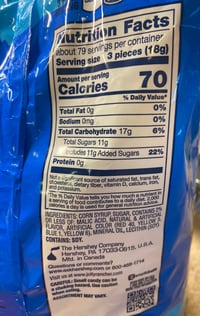 Nutrition Facts
about 79 servings per container
Serving size 3 pieces (18g)
Amount per serving
Calories 70
% Daily Value*
Total Fat 0g 0%
Sodium 0mg 0%
Total Carbohydrate 17g 6%
Total Sugars 11g
Includes 11g Added Sugars 22%
Protein 0g
Not a significant source of saturated fat, trans fat,
cholesterol, dietary fiber, vitamin D, calcium, iron,
and potassium.
*The % Daily Value tells you how much a nutrient in
a serving of food contributes to a daily diet. 2,000
calories a day is used for general nutrition advice.
INGREDIENTS: CORN SYRUP, SUGAR, CONTAINS 2%
OR LESS OF: MALIC ACID, NATURAL & ARTIFICIAL
FLAVOR, ARTIFICIAL COLOR (RED 40, YELLOW 5,
BLUE 1, YELLOW 6), MINERAL OIL, LECITHIN (SOY).
CONTAINS: SOY.
The Hershey Company
Hershey, PA 17033-0815, U.S.A.
Mfd. in Canada
Questions or comments?
www.askhershey.com or 800-468-1714
Visit us at www.jollyrancher.com
CAREFUL: Small candy can be
a choking hazard.
ASSORTMENT MAY VARY.